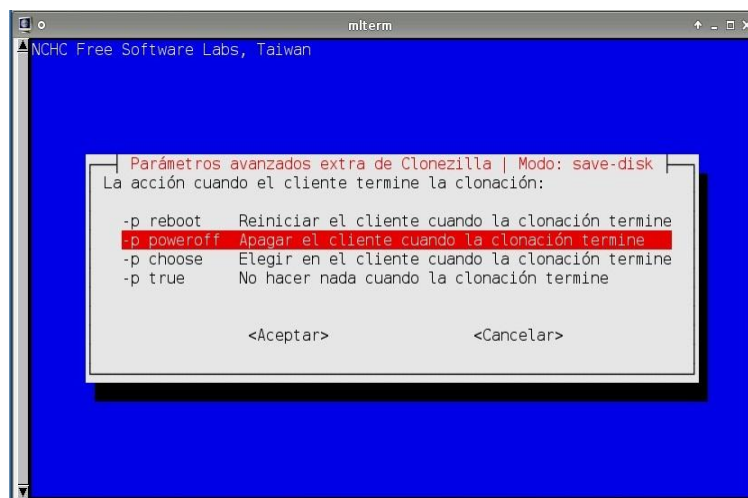 mlterm
NCHC Free Software Labs, Taiwan
Parámetros avanzados extra de Clonezilla | Modo: save-disk
La acción cuando el cliente termine la clonación:
-p reboot Reiniciar el cliente cuando la clonación termine
-p poweroff Apagar el cliente cuando la clonación termine
-p choose Elegir en el cliente cuando la clonación termine
-p true No hacer nada cuando la clonación termine
<Aceptar> <Cancelar>